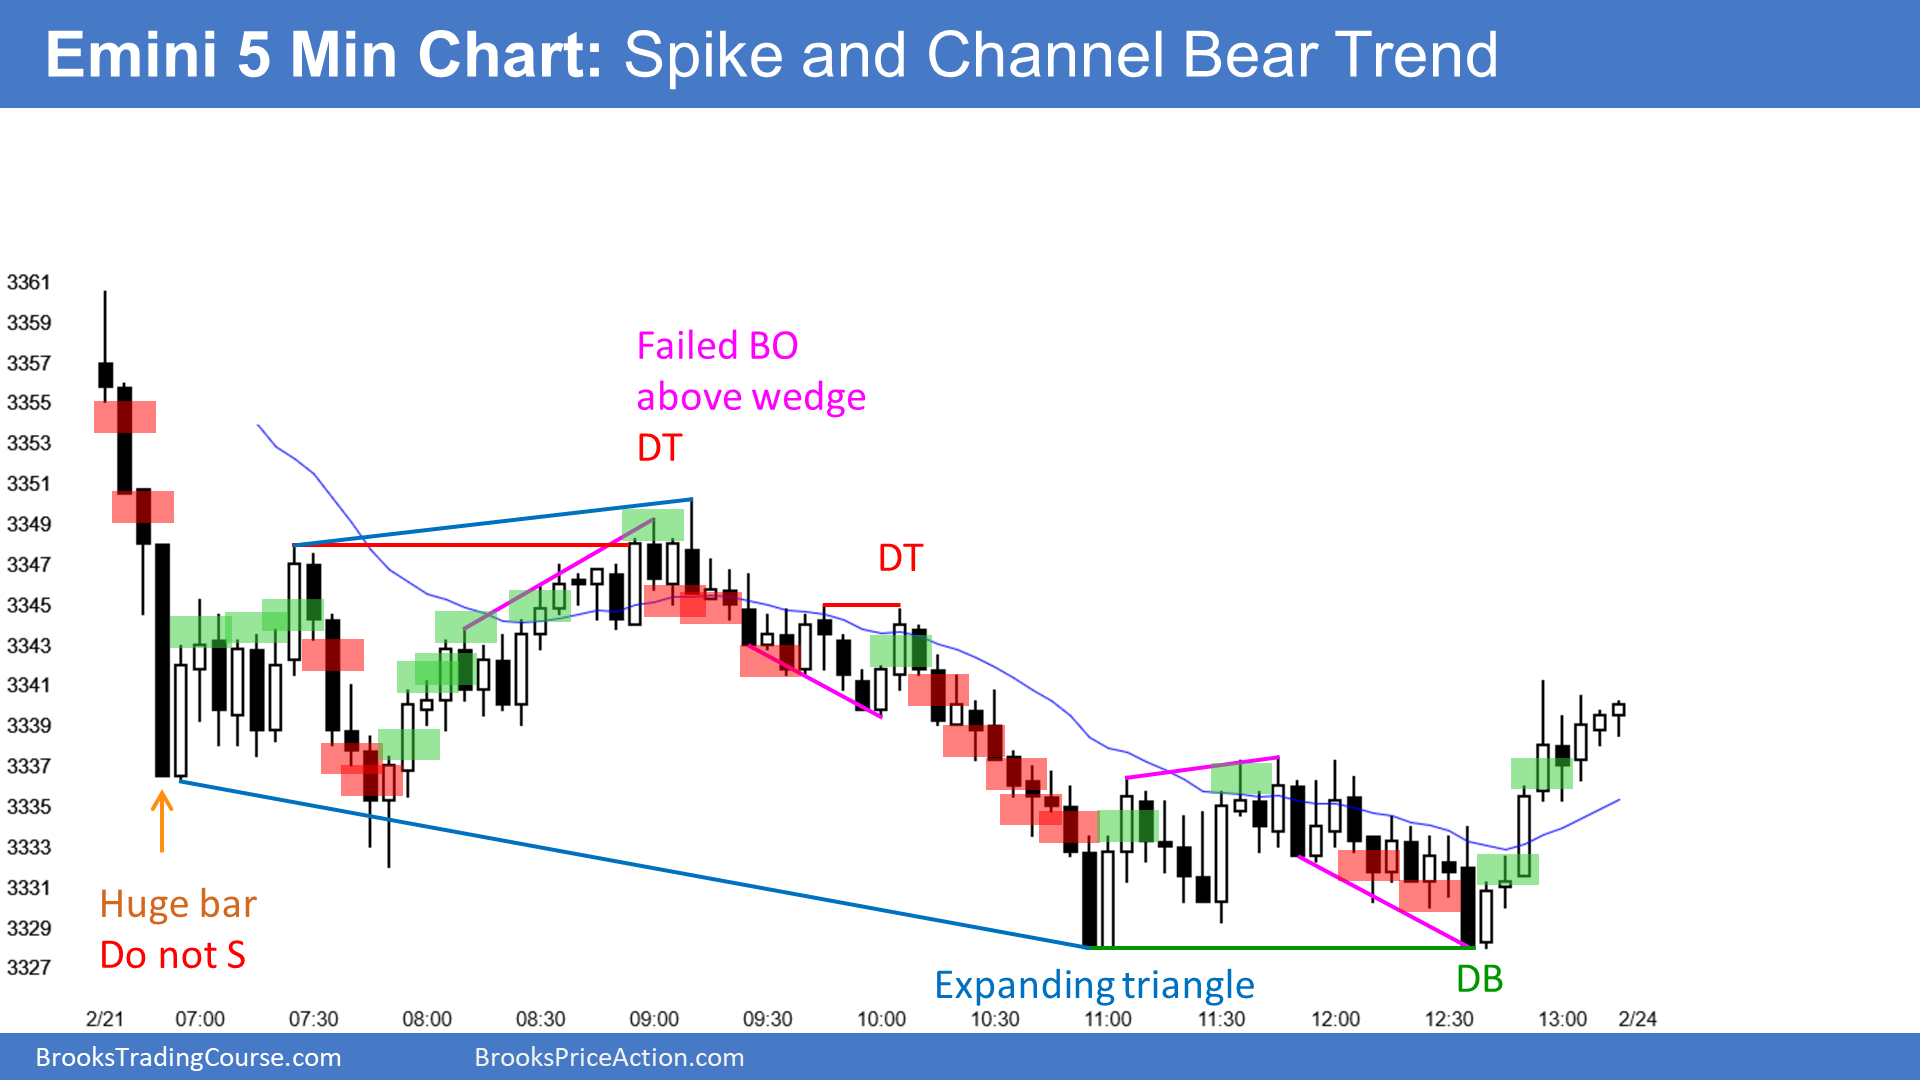 Emini 5 Min Chart: Spike and Channel Bear Trend
3361
3359
3357
3355
3353
3351
3349
3347
3345
3343
3341
3339
3337
3335
3333
3331
3329
3327
Failed BO
above wedge
DT
DT
Huge bar
Do not S
Expanding triangle
DB
2/21 07:00 07:30 08:00 08:30 09:00 09:30 10:00 10:30 11:00 11:30 12:00 12:30 13:00 2/24
BrooksTradingCourse.com BrooksPriceAction.com